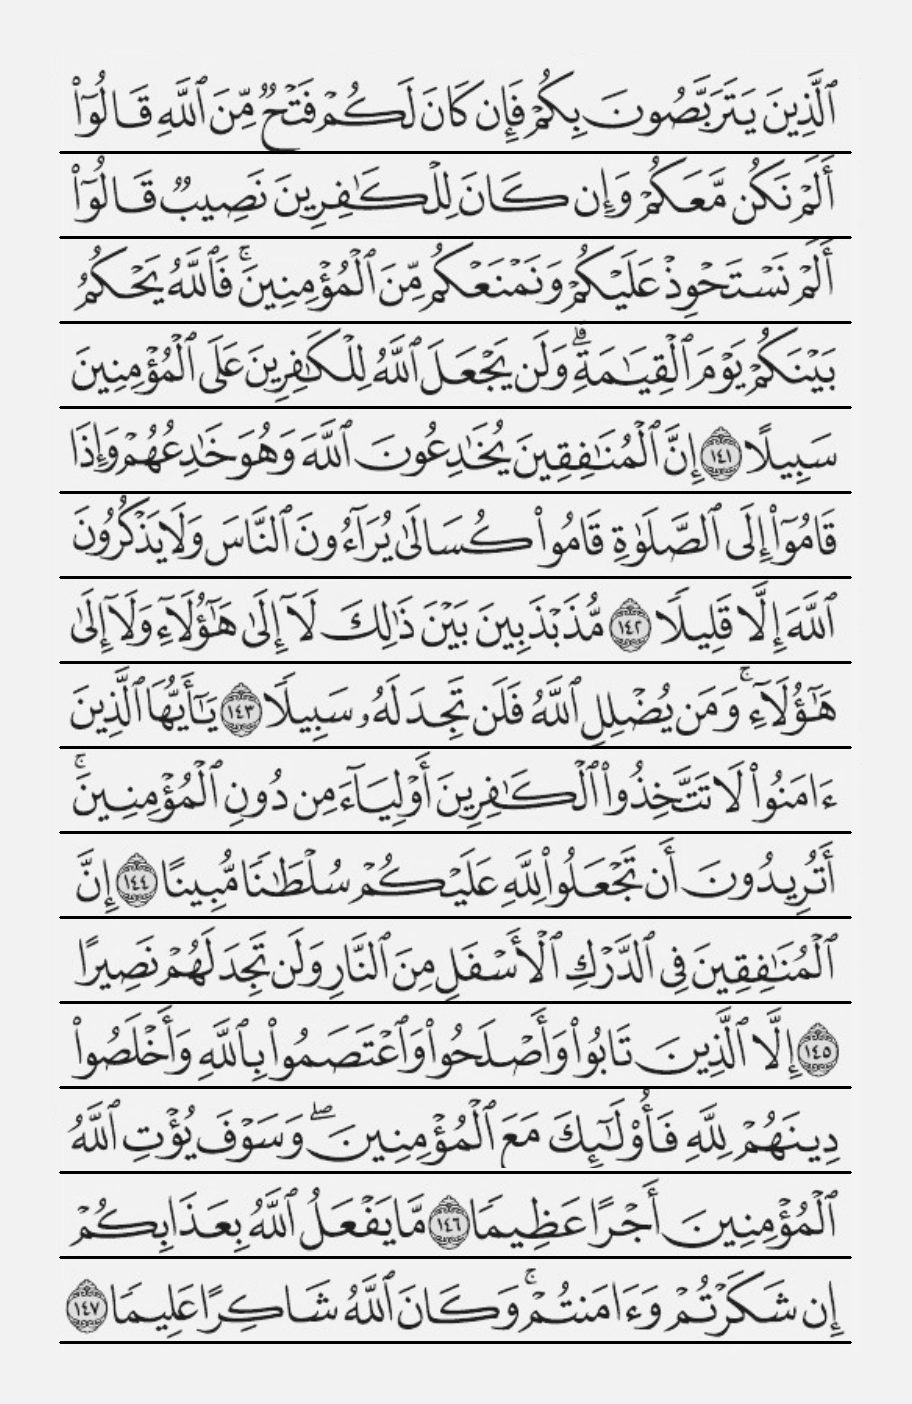 ٱلَّذِينَ يَتَرَبَّصُونَ بِكُمْ فَإِن كَانَ لَكُمْ فَتْحٌ مِّنَ ٱللَّهِ قَالُوٓا۟
أَلَمْ نَكُن مَّعَكُمْ وَإِن كَانَ لِلْكَٰفِرِينَ نَصِيبٌ قَالُوٓا۟
أَلَمْ نَسْتَحْوِذْ عَلَيْكُمْ وَنَمْنَعْكُم مِّنَ ٱلْمُؤْمِنِينَ ۚ فَٱللَّهُ يَحْكُمُ
بَيْنَكُمْ يَوْمَ ٱلْقِيَٰمَةِ ۗ وَلَن يَجْعَلَ ٱللَّهُ لِلْكَٰفِرِينَ عَلَى ٱلْمُؤْمِنِينَ
سَبِيلًا ١٤١ إِنَّ ٱلْمُنَٰفِقِينَ يُخَٰدِعُونَ ٱللَّهَ وَهُوَ خَٰدِعُهُمْ وَإِذَا
قَامُوٓا۟ إِلَى ٱلصَّلَوٰةِ قَامُوا۟ كُسَالَىٰ يُرَآءُونَ ٱلنَّاسَ وَلَا يَذْكُرُونَ
ٱللَّهَ إِلَّا قَلِيلًا ١٤٢ مُّذَبْذَبِينَ بَيْنَ ذَٰلِكَ لَآ إِلَىٰ هَٰٓؤُلَآءِ وَلَآ إِلَىٰ
هَٰٓؤُلَآءِ ۚ وَمَن يُضْلِلِ ٱللَّهُ فَلَن تَجِدَ لَهُۥ سَبِيلًا ١٤٣ يَٰٓأَيُّهَا ٱلَّذِينَ
ءَامَنُوا۟ لَا تَتَّخِذُوا۟ ٱلْكَٰفِرِينَ أَوْلِيَآءَ مِن دُونِ ٱلْمُؤْمِنِينَ ۚ
أَتُرِيدُونَ أَن تَجْعَلُوا۟ لِلَّهِ عَلَيْكُمْ سُلْطَٰنًا مُّبِينًا ١٤٤ إِنَّ
ٱلْمُنَٰفِقِينَ فِى ٱلدَّرْكِ ٱلْأَسْفَلِ مِنَ ٱلنَّارِ وَلَن تَجِدَ لَهُمْ نَصِيرًا
١٤٥ إِلَّا ٱلَّذِينَ تَابُوا۟ وَأَصْلَحُوا۟ وَٱعْتَصَمُوا۟ بِٱللَّهِ وَأَخْلَصُوا۟
دِينَهُمْ لِلَّهِ فَأُو۟لَٰٓئِكَ مَعَ ٱلْمُؤْمِنِينَ ۖ وَسَوْفَ يُؤْتِ ٱللَّهُ
ٱلْمُؤْمِنِينَ أَجْرًا عَظِيمًا ١٤٦ مَّا يَفْعَلُ ٱللَّهُ بِعَذَابِكُمْ
إِن شَكَرْتُمْ وَءَامَنتُمْ ۚ وَكَانَ ٱللَّهُ شَاكِرًا عَلِيمًا ١٤٧